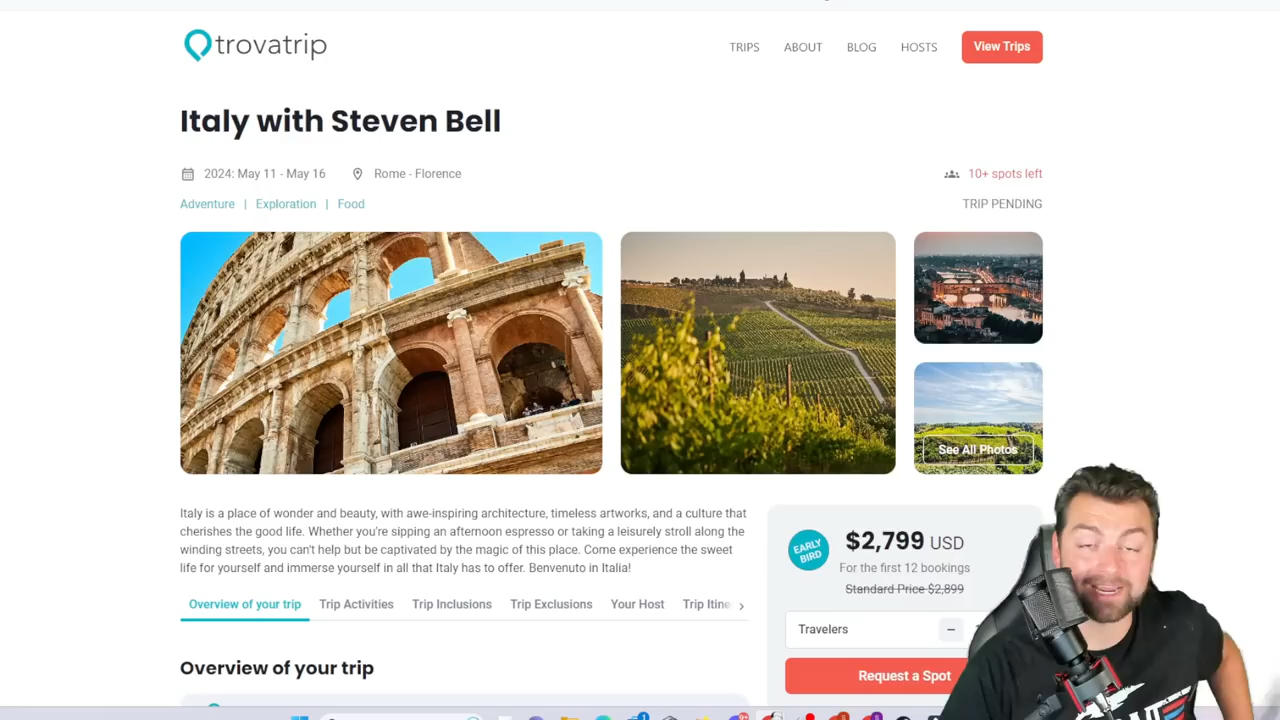 trovatrip
TRIPS
ABOUT
BLOG
HOSTS
View Trips
Italy with Steven Bell
2024: May 11 - May 16
Rome - Florence
10+ spots left
Adventure | Exploration | Food
TRIP PENDING
See All Photos
Italy is a place of wonder and beauty, with awe-inspiring architecture, timeless artworks, and a culture that
cherishes the good life. Whether you're sipping an afternoon espresso or taking a leisurely stroll along the
winding streets, you can't help but be captivated by the magic of this place. Come experience the sweet
life for yourself and immerse yourself in all that Italy has to offer. Benvenuto in Italia!
EARLY
BIRD
$2,799 USD
For the first 12 bookings
Standard Price $2,899
Overview of your trip
Trip Activities
Trip Inclusions
Trip Exclusions
Your Host
Trip Itine
Travelers
Request a Spot
Overview of your trip